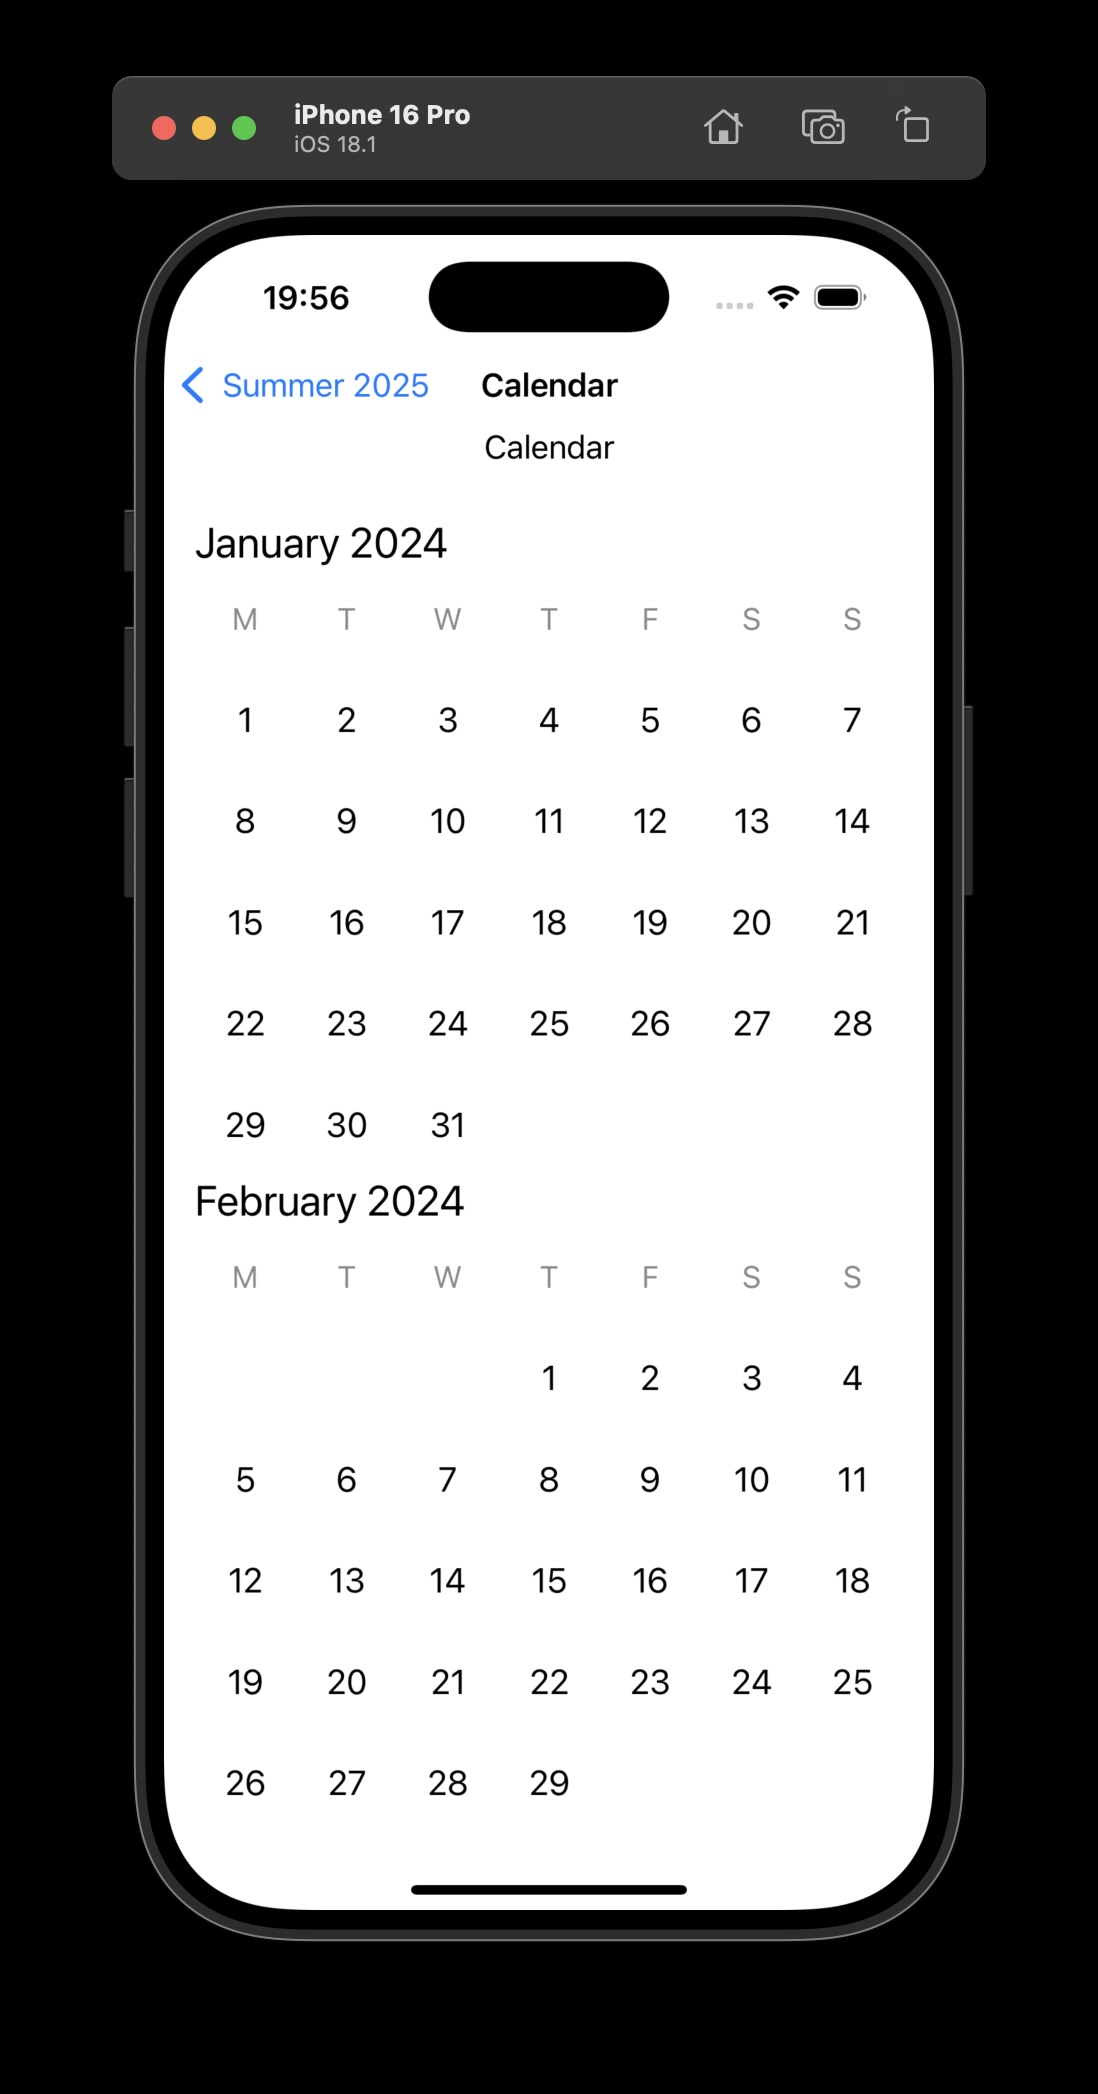 iPhone 16 Pro
iOS 18.1
19:56
Summer 2025 Calendar
Calendar
January 2024
M T W T F S S
1 2 3 4 5 6 7
8 9 10 11 12 13 14
15 16 17 18 19 20 21
22 23 24 25 26 27 28
29 30 31
February 2024
M T W T F S S
1 2 3 4
5 6 7 8 9 10 11
12 13 14 15 16 17 18
19 20 21 22 23 24 25
26 27 28 29